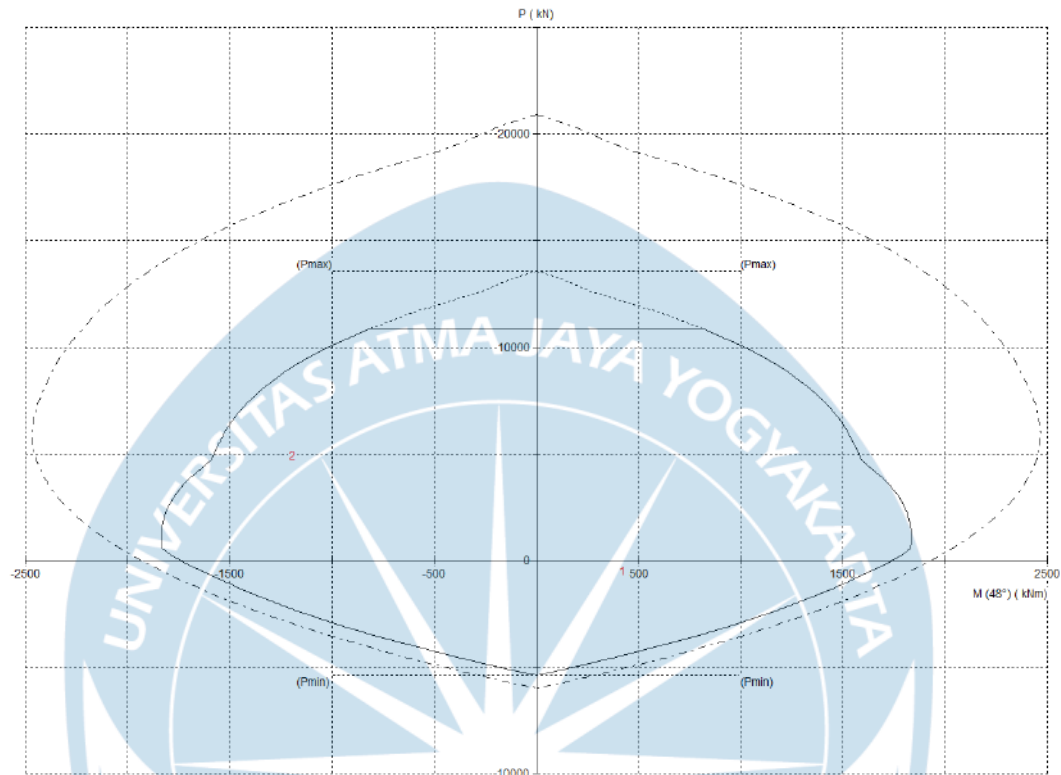 P ( kN)
20000
(Pmax) (Pmax)
10000
UNIVERSITAS ATMA JAYA YOGYAKARTA
2
0
-2500 -1500 -500 1 500 1500 2500
M (48°) ( kNm)
(Pmin) (Pmin)
-10000